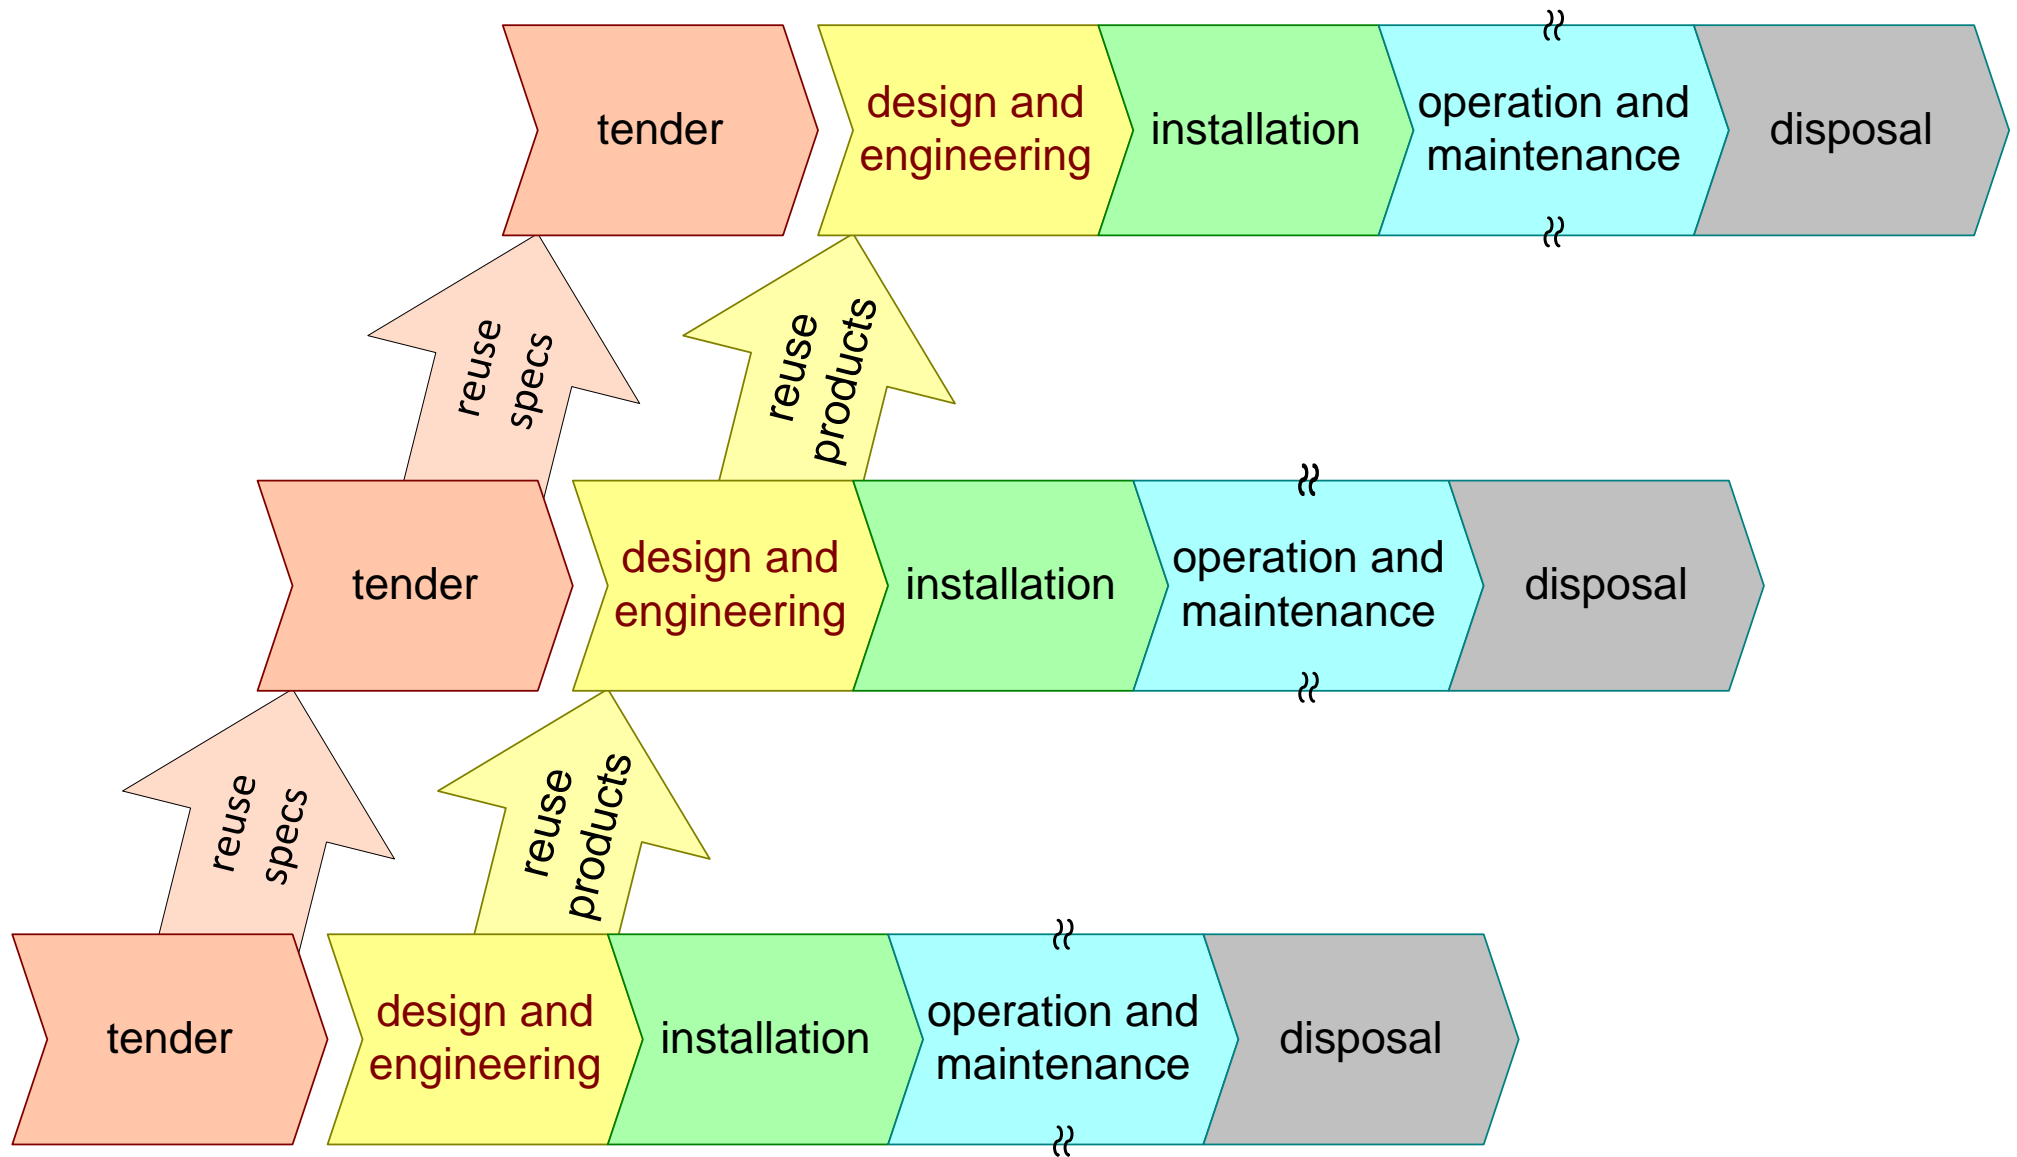 tender
design and
engineering
installation
operation and
maintenance
disposal
reuse
specs
reuse
products
tender
design and
engineering
installation
operation and
maintenance
disposal
reuse
specs
reuse
products
tender
design and
engineering
installation
operation and
maintenance
disposal